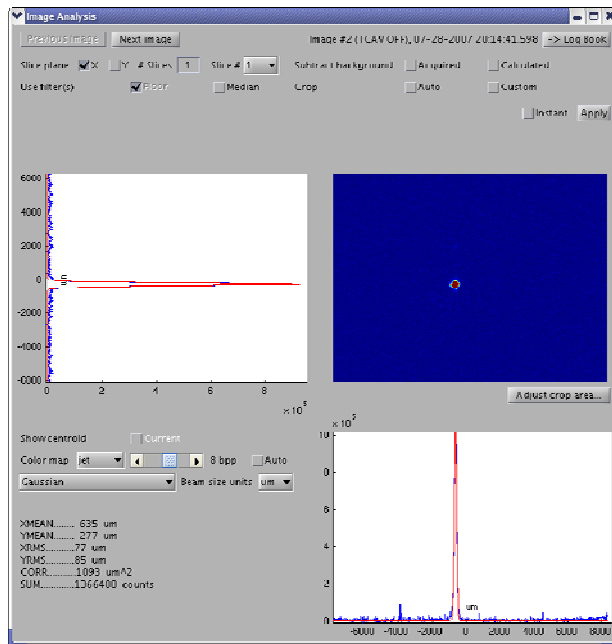 Image Analysis
Previous Image Next Image Image #2 (TCAV OFF), 07-28-2007 20:14:41.598 -> Log Book
Slice plane X Y # Slices 1 Slice # 1 Subtract background Acquired Calculated
Use filter(s) Floor Median Crop Auto Custom
Instant Apply
6000
4000
2000
0
-2000
-4000
-6000
um
0 2 4 6 8
× 10
Adjust crop area...
Show centroid Current
Color map jet 8 bpp Auto
Gaussian Beam size units um
XMEAN........ 635 um
YMEAN........ 277 um
XRMS......... 77 um
YRMS......... 85 um
CORR......... 1093 um^2
SUM.......... 1366400 counts
× 10
10
8
6
4
2
0
um
-6000 -4000 -2000 0 2000 4000 6000 8000